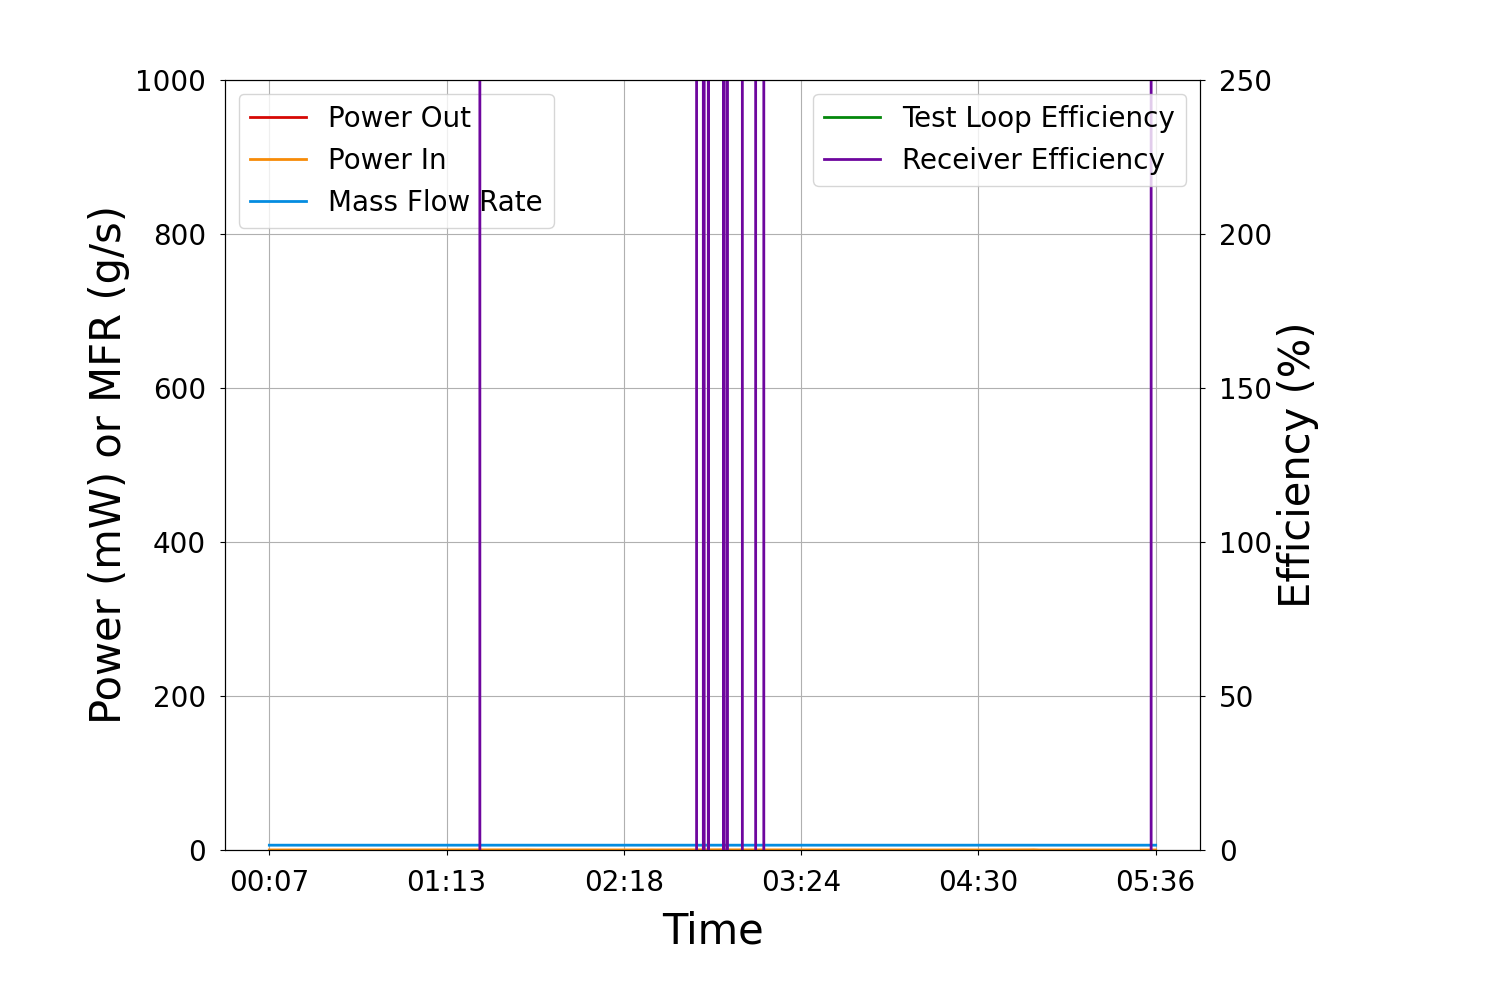 Power (mW) or MFR (g/s)
1000
800
600
400
200
0
Power Out
Power In
Mass Flow Rate
Test Loop Efficiency
Receiver Efficiency
250
200
150
100
50
0
Efficiency (%)
00:07 01:13 02:18 03:24 04:30 05:36
Time